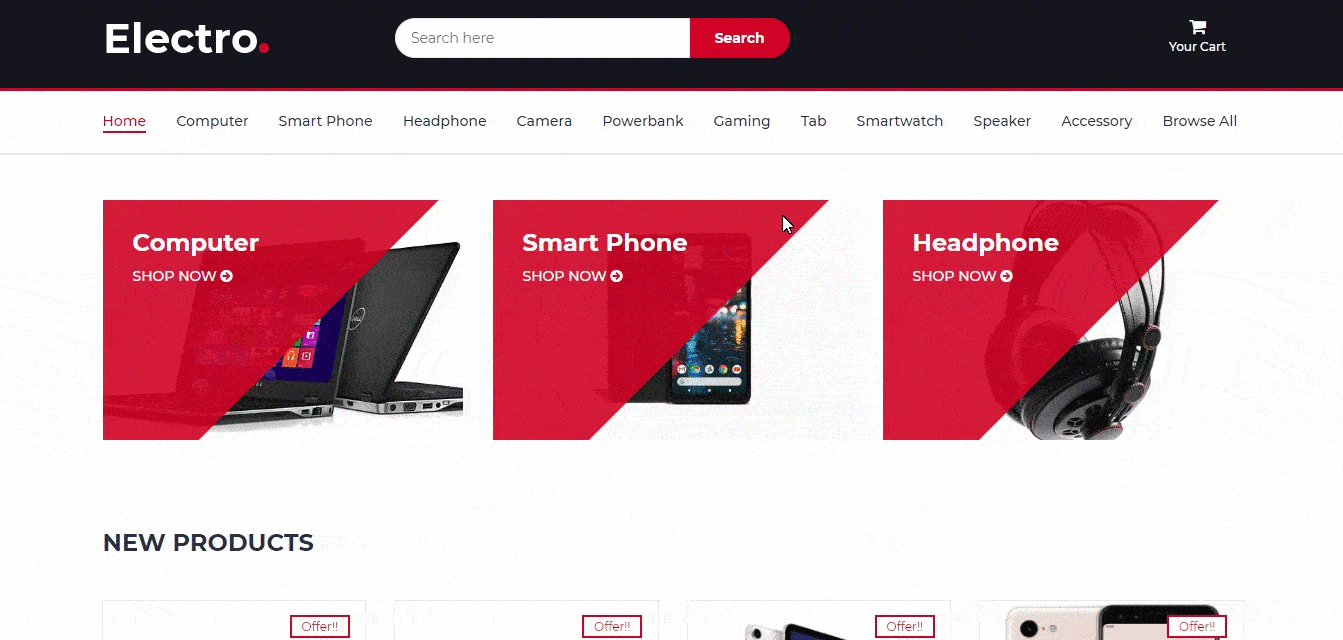 Electro.
Search here
Search
Your Cart
Home Computer Smart Phone Headphone Camera Powerbank Gaming Tab Smartwatch Speaker Accessory Browse All
Computer
SHOP NOW
Smart Phone
SHOP NOW
Headphone
SHOP NOW
DELL
NEW PRODUCTS
Offer!!
Offer!!
Offer!!
Offer!!